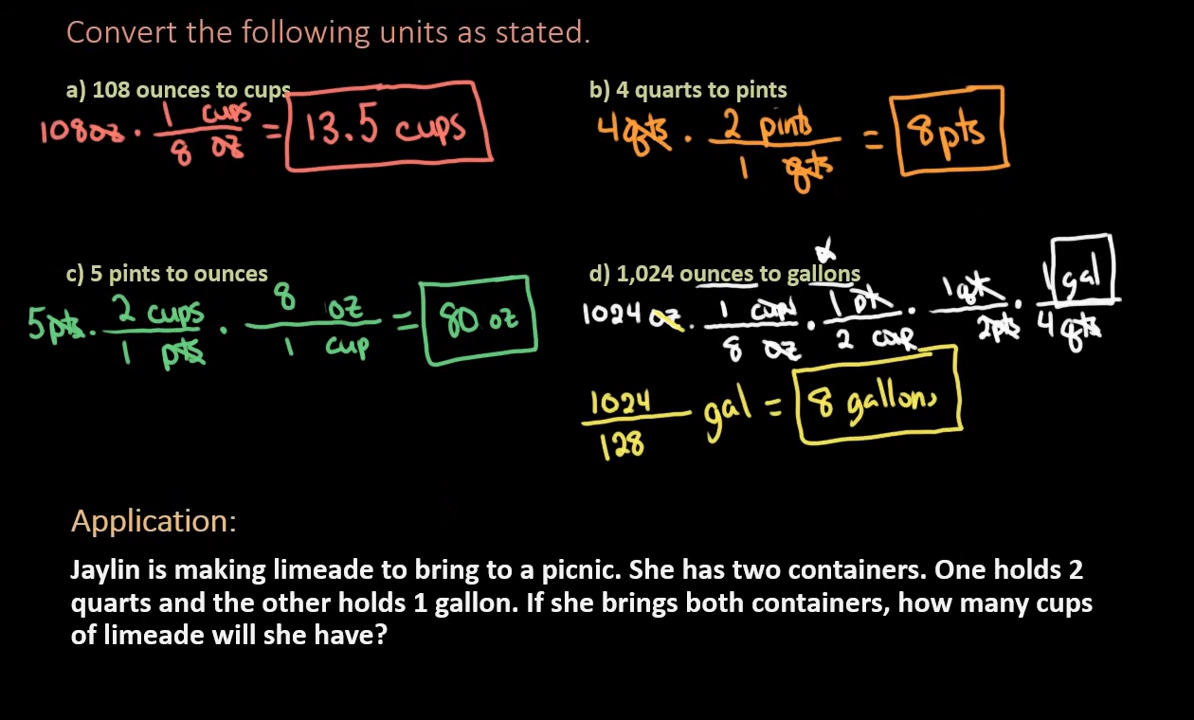 Convert the following units as stated.
a) 108 ounces to cups
108oz · 1 cups / 8 oz = 13.5 cups
b) 4 quarts to pints
4qts · 2 pints / 1 qts = 8pts
c) 5 pints to ounces
5pts · 2 cups / 1 pts · 8 oz / 1 cup = 80 oz
d) 1,024 ounces to gallons
1024 oz · 1 cups / 8 oz · 1 pt / 2 cup · 1 qt / 2pts · 1 gal / 4 qts
1024 / 128 gal = 8 gallons
Application:
Jaylin is making limeade to bring to a picnic. She has two containers. One holds 2
quarts and the other holds 1 gallon. If she brings both containers, how many cups
of limeade will she have?